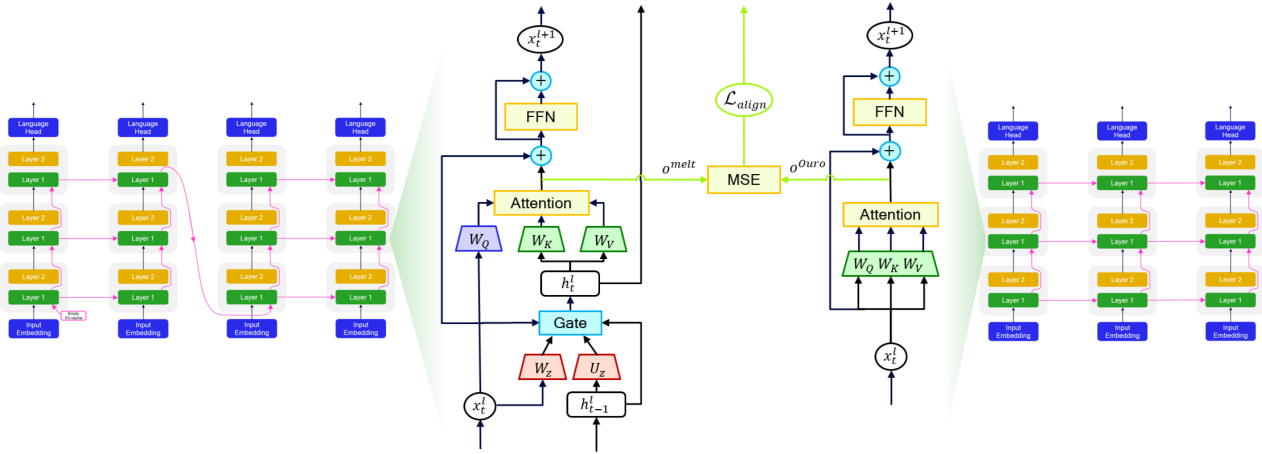 Language Head
Layer 2
Layer 1
Layer 2
Layer 1
Layer 2
Layer 1
Empty KV-cache
Input Embedding
Language Head
Layer 2
Layer 1
Layer 2
Layer 1
Layer 2
Layer 1
Input Embedding
Language Head
Layer 2
Layer 1
Layer 2
Layer 1
Layer 2
Layer 1
Input Embedding
Language Head
Layer 2
Layer 1
Layer 2
Layer 1
Layer 2
Layer 1
Input Embedding
x_t^{l+1}
+
FFN
+
Attention
W_Q
W_K
W_V
h_t^l
Gate
W_z
U_z
x_t^l
h_{t-1}^l
ℒ_{align}
o^{melt}
MSE
o^{Ouro}
x_t^{l+1}
+
FFN
+
Attention
W_Q W_K W_V
x_t^l
Language Head
Layer 2
Layer 1
Layer 2
Layer 1
Layer 2
Layer 1
Input Embedding
Language Head
Layer 2
Layer 1
Layer 2
Layer 1
Layer 2
Layer 1
Input Embedding
Language Head
Layer 2
Layer 1
Layer 2
Layer 1
Layer 2
Layer 1
Input Embedding